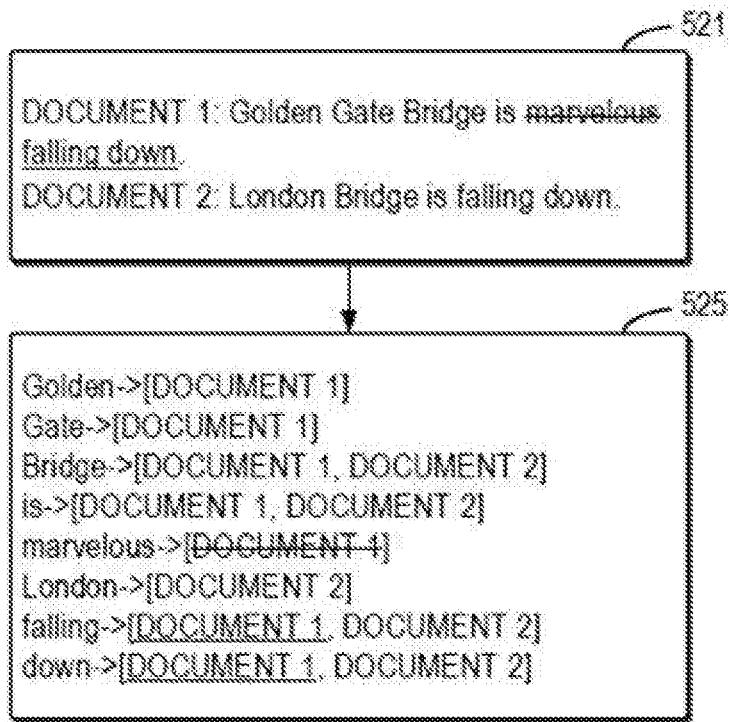 521
DOCUMENT 1: Golden Gate Bridge is marvelous
falling down.
DOCUMENT 2: London Bridge is falling down.
525
Golden->[DOCUMENT 1]
Gate->[DOCUMENT 1]
Bridge->[DOCUMENT 1, DOCUMENT 2]
is->[DOCUMENT 1, DOCUMENT 2]
marvelous->[DOCUMENT 1]
London->[DOCUMENT 2]
falling->[DOCUMENT 1, DOCUMENT 2]
down->[DOCUMENT 1, DOCUMENT 2]